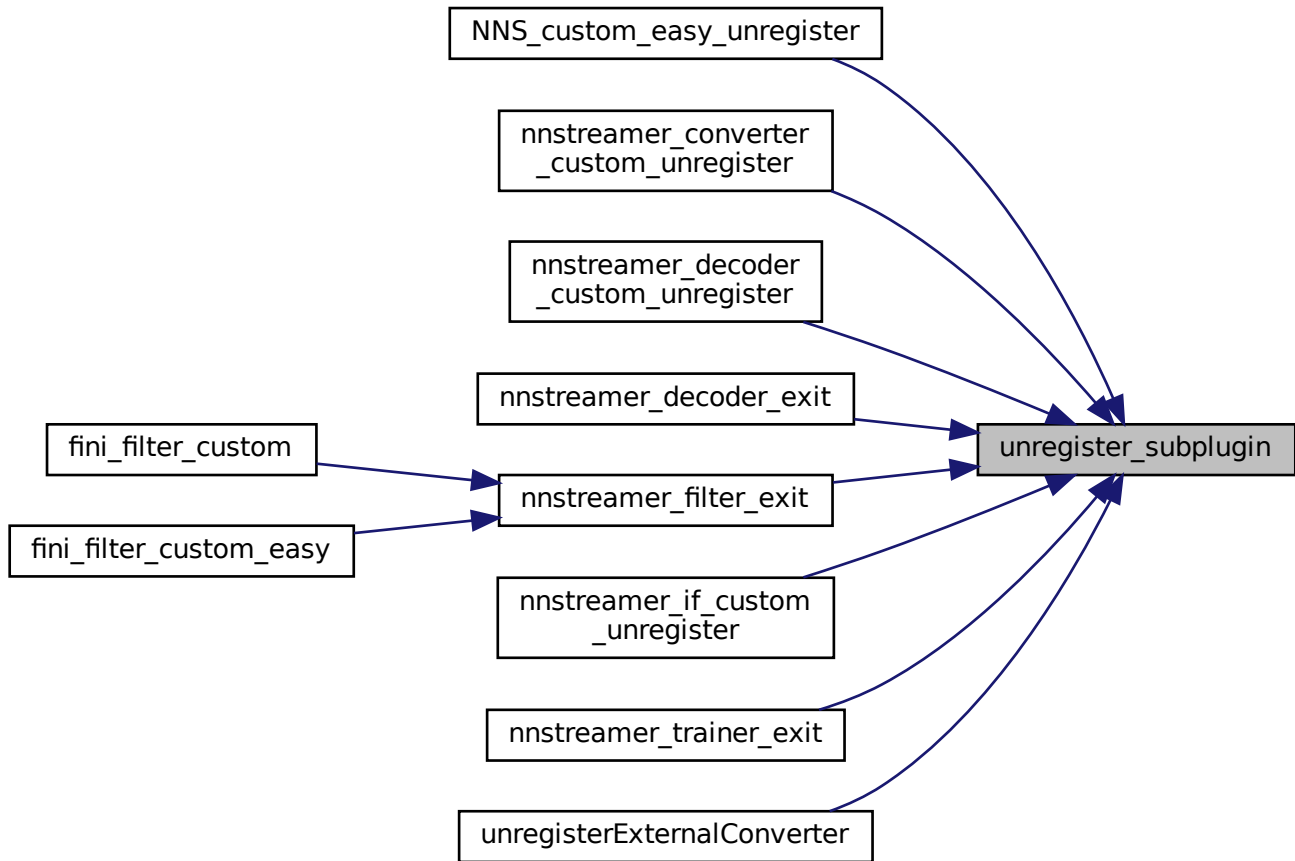 NNS_custom_easy_unregister
nnstreamer_converter
_custom_unregister
nnstreamer_decoder
_custom_unregister
nnstreamer_decoder_exit
fini_filter_custom
unregister_subplugin
nnstreamer_filter_exit
fini_filter_custom_easy
nnstreamer_if_custom
_unregister
nnstreamer_trainer_exit
unregisterExternalConverter